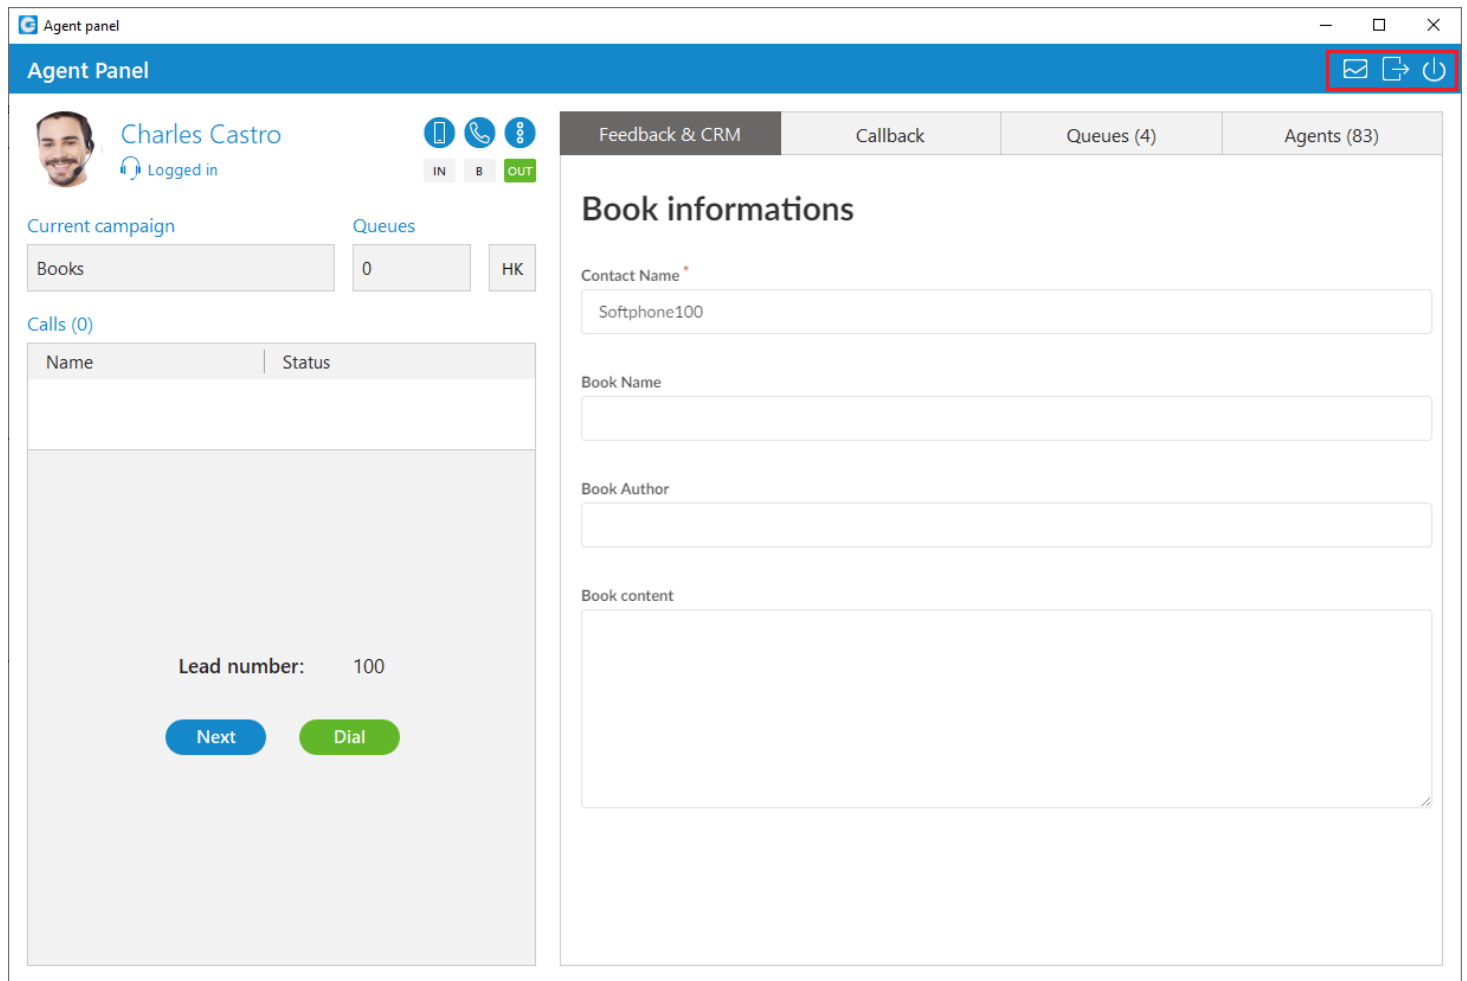 Agent panel
Agent Panel
Charles Castro
Logged in
IN B OUT
Current campaign Queues
Books 0 HK
Calls (0)
Name Status
Lead number: 100
Next Dial
Feedback & CRM Callback Queues (4) Agents (83)
Book informations
Contact Name *
Softphone100
Book Name
Book Author
Book content